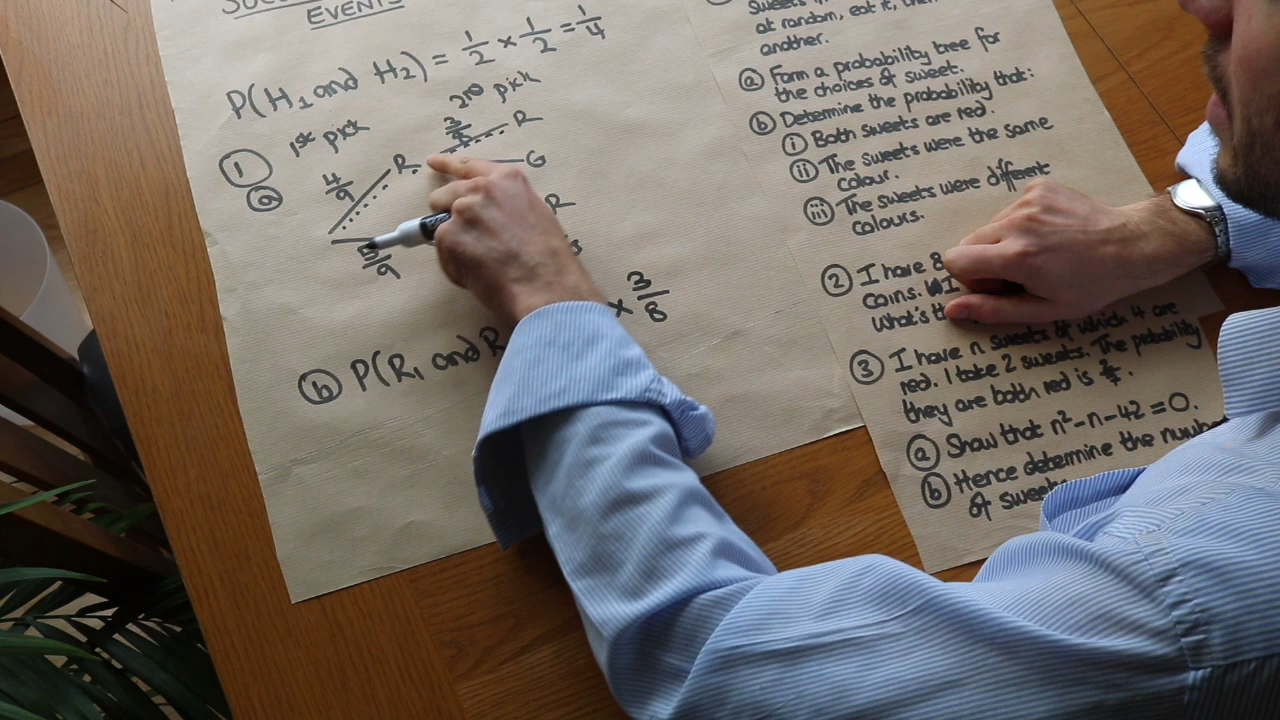 EVENTS
P(H₁ and H₂) = 1/2 × 1/2 = 1/4
1st pick
2nd pick
①
ⓐ
4/9
R
R
G
R
5/9
ⓑ P(R₁ and R
× 3/8
at random, eat it,
another.
ⓐ Form a probability tree for
the choices of sweet.
ⓑ Determine the probability that:
ⓘ Both sweets are red.
ⓘⓘ The sweets were the same
colour.
ⓘⓘⓘ The sweets were different
colours.
② I have 8
coins. I
What's
③ I have n sweets of which 4 are
red. I take 2 sweets. The probability
they are both red is
ⓐ Show that n²-n-42=0.
ⓑ Hence determine the number
of sweets